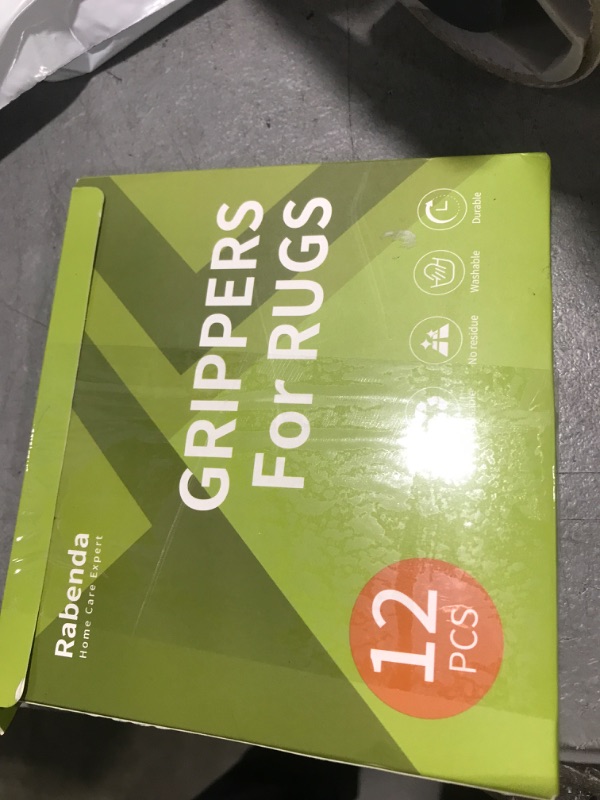 Rabenda
Home Care Expert
GRIPPERS
For RUGS
Durable
Washable
No residue
12
PCS